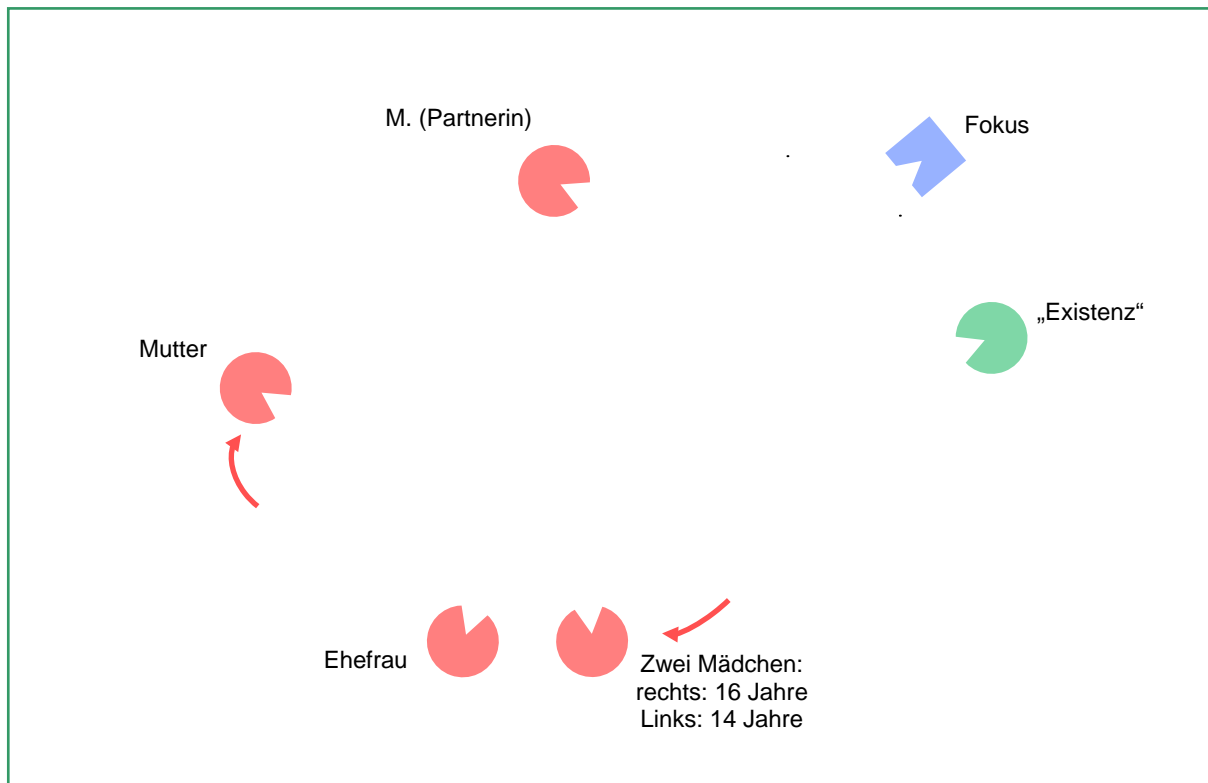 M. (Partnerin)
Fokus
„Existenz“
Mutter
Ehefrau
Zwei Mädchen:
rechts: 16 Jahre
Links: 14 Jahre